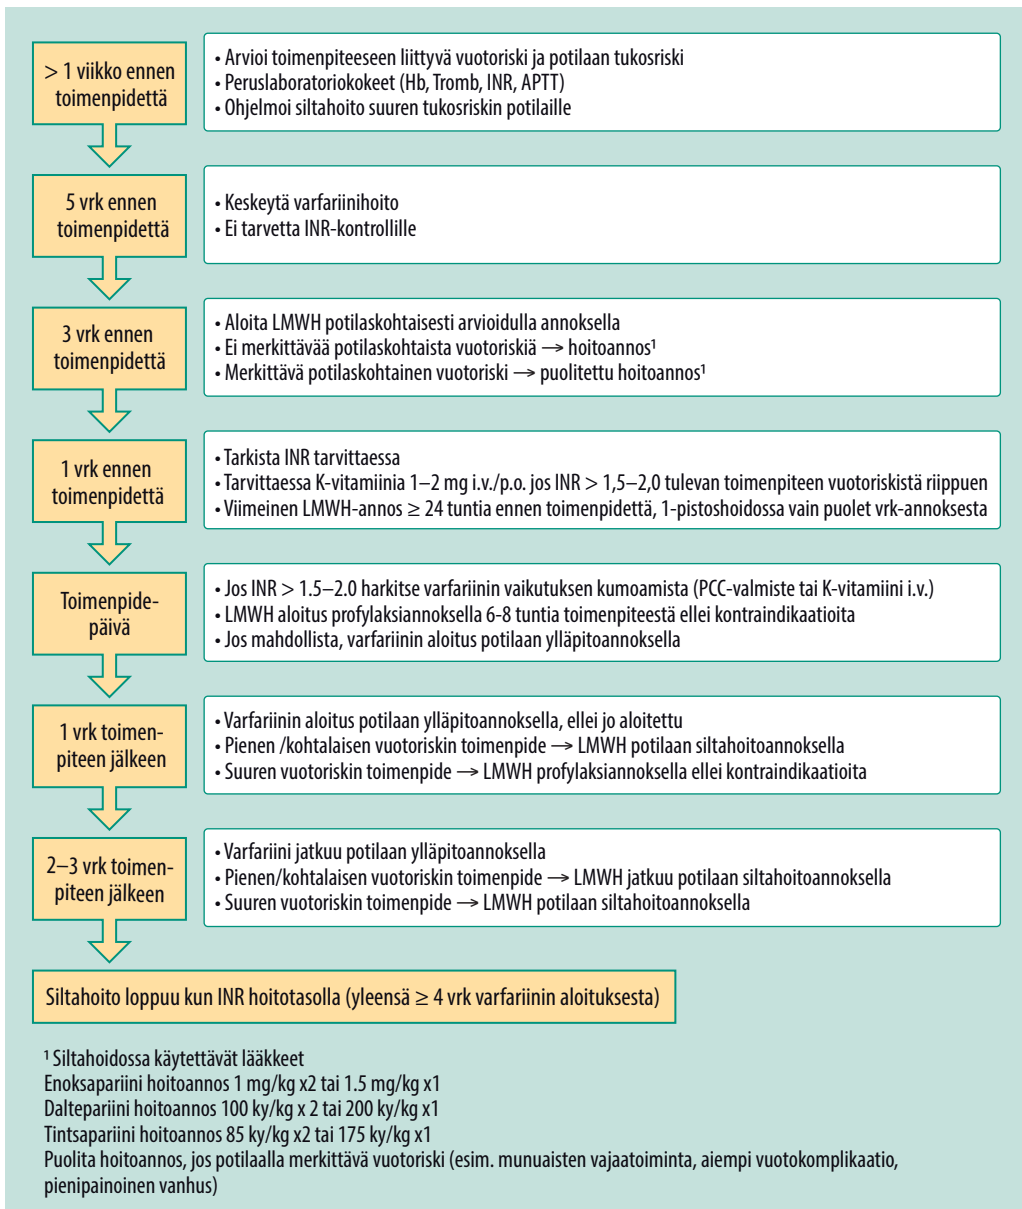 > 1 viikko ennen
toimenpidettä
• Arvioi toimenpiteeseen liittyvä vuotoriski ja potilaan tukosriski
• Peruslaboratoriokokeet (Hb, Tromb, INR, APTT)
• Ohjelmoi siltahoito suuren tukosriskin potilaille
5 vrk ennen
toimenpidettä
• Keskeytä varfariinihoito
• Ei tarvetta INR-kontrollille
3 vrk ennen
toimenpidettä
• Aloita LMWH potilaskohtaisesti arvioidulla annoksella
• Ei merkittävää potilaskohtaista vuotoriskiä → hoitoannos¹
• Merkittävä potilaskohtainen vuotoriski → puolitettu hoitoannos¹
1 vrk ennen
toimenpidettä
• Tarkista INR tarvittaessa
• Tarvittaessa K-vitamiinia 1–2 mg i.v./p.o. jos INR > 1,5–2,0 tulevan toimenpiteen vuotoriskistä riippuen
• Viimeinen LMWH-annos ≥ 24 tuntia ennen toimenpidettä, 1-pistoshoidossa vain puolet vrk-annoksesta
Toimenpide-
päivä
• Jos INR > 1.5–2.0 harkitse varfariinin vaikutuksen kumoamista (PCC-valmiste tai K-vitamiini i.v.)
• LMWH aloitus profylaksiannoksella 6-8 tuntia toimenpiteestä ellei kontraindikaatioita
• Jos mahdollista, varfariinin aloitus potilaan ylläpitoannoksella
1 vrk toimen-
piteen jälkeen
• Varfariinin aloitus potilaan ylläpitoannoksella, ellei jo aloitettu
• Pienen /kohtalaisen vuotoriskin toimenpide → LMWH potilaan siltahoitoannoksella
• Suuren vuotoriskin toimenpide → LMWH profylaksiannoksella ellei kontraindikaatioita
2–3 vrk toimen-
piteen jälkeen
• Varfariini jatkuu potilaan ylläpitoannoksella
• Pienen/kohtalaisen vuotoriskin toimenpide → LMWH jatkuu potilaan siltahoitoannoksella
• Suuren vuotoriskin toimenpide → LMWH potilaan siltahoitoannoksella
Siltahoito loppuu kun INR hoitotasolla (yleensä ≥ 4 vrk varfariinin aloituksesta)
¹ Siltahoidossa käytettävät lääkkeet
Enoksapariini hoitoannos 1 mg/kg x2 tai 1.5 mg/kg x1
Daltepariini hoitoannos 100 ky/kg x 2 tai 200 ky/kg x1
Tintsapariini hoitoannos 85 ky/kg x2 tai 175 ky/kg x1
Puolita hoitoannos, jos potilaalla merkittävä vuotoriski (esim. munuaisten vajaatoiminta, aiempi vuotokomplikaatio,
pienipainoinen vanhus)